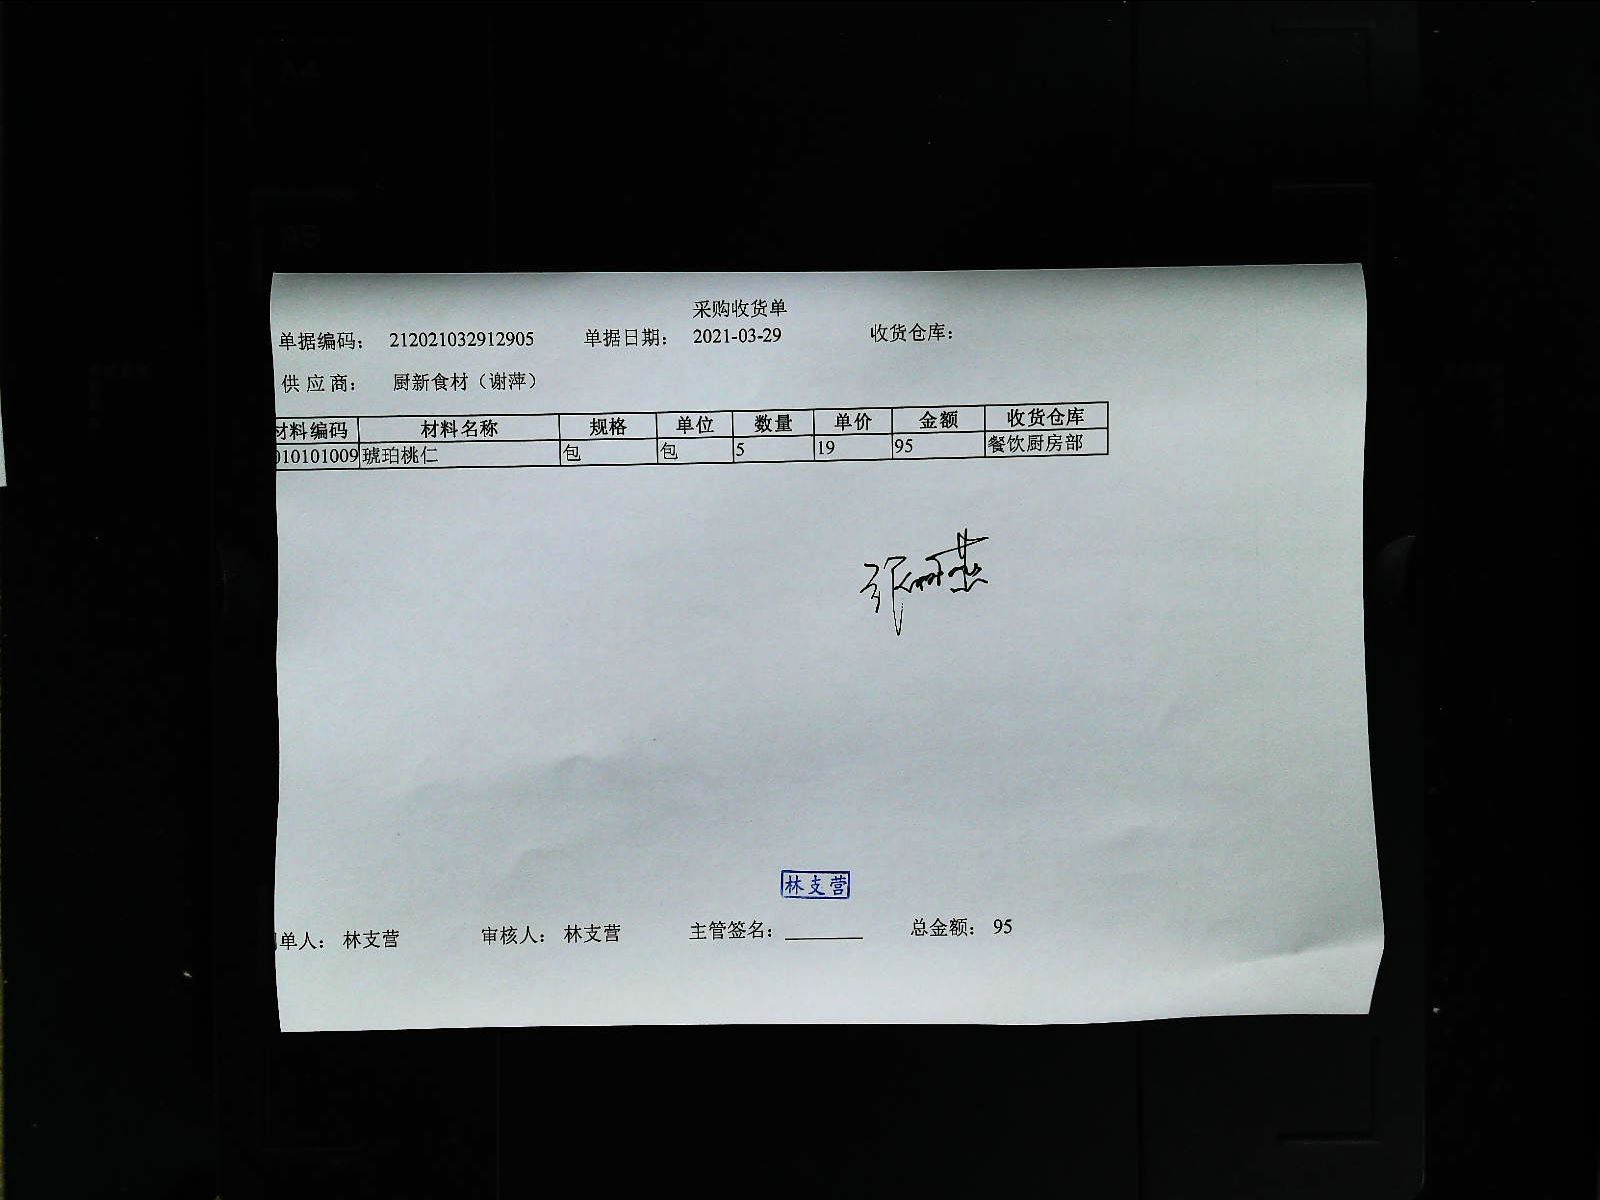 采购收货单
单据编码： 212021032912905 单据日期： 2021-03-29 收货仓库：
供 应 商： 厨新食材（谢萍）
材料编码 材料名称 规格 单位 数量 单价 金额 收货仓库
010101009 琥珀桃仁 包 包 5 19 95 餐饮厨房部
林支营
单人： 林支营 审核人： 林支营 主管签名： 总金额： 95